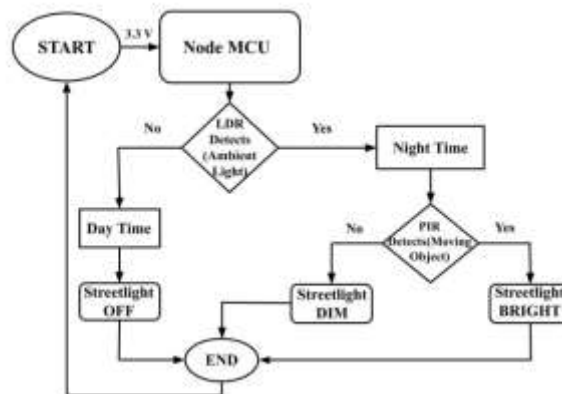 START
3.3 V
Node MCU
LDR
Detects
(Ambient
Light)
No
Yes
Night Time
Day Time
PIR
Detects(Moving
Object)
No
Yes
Streetlight
OFF
Streetlight
DIM
Streetlight
BRIGHT
END